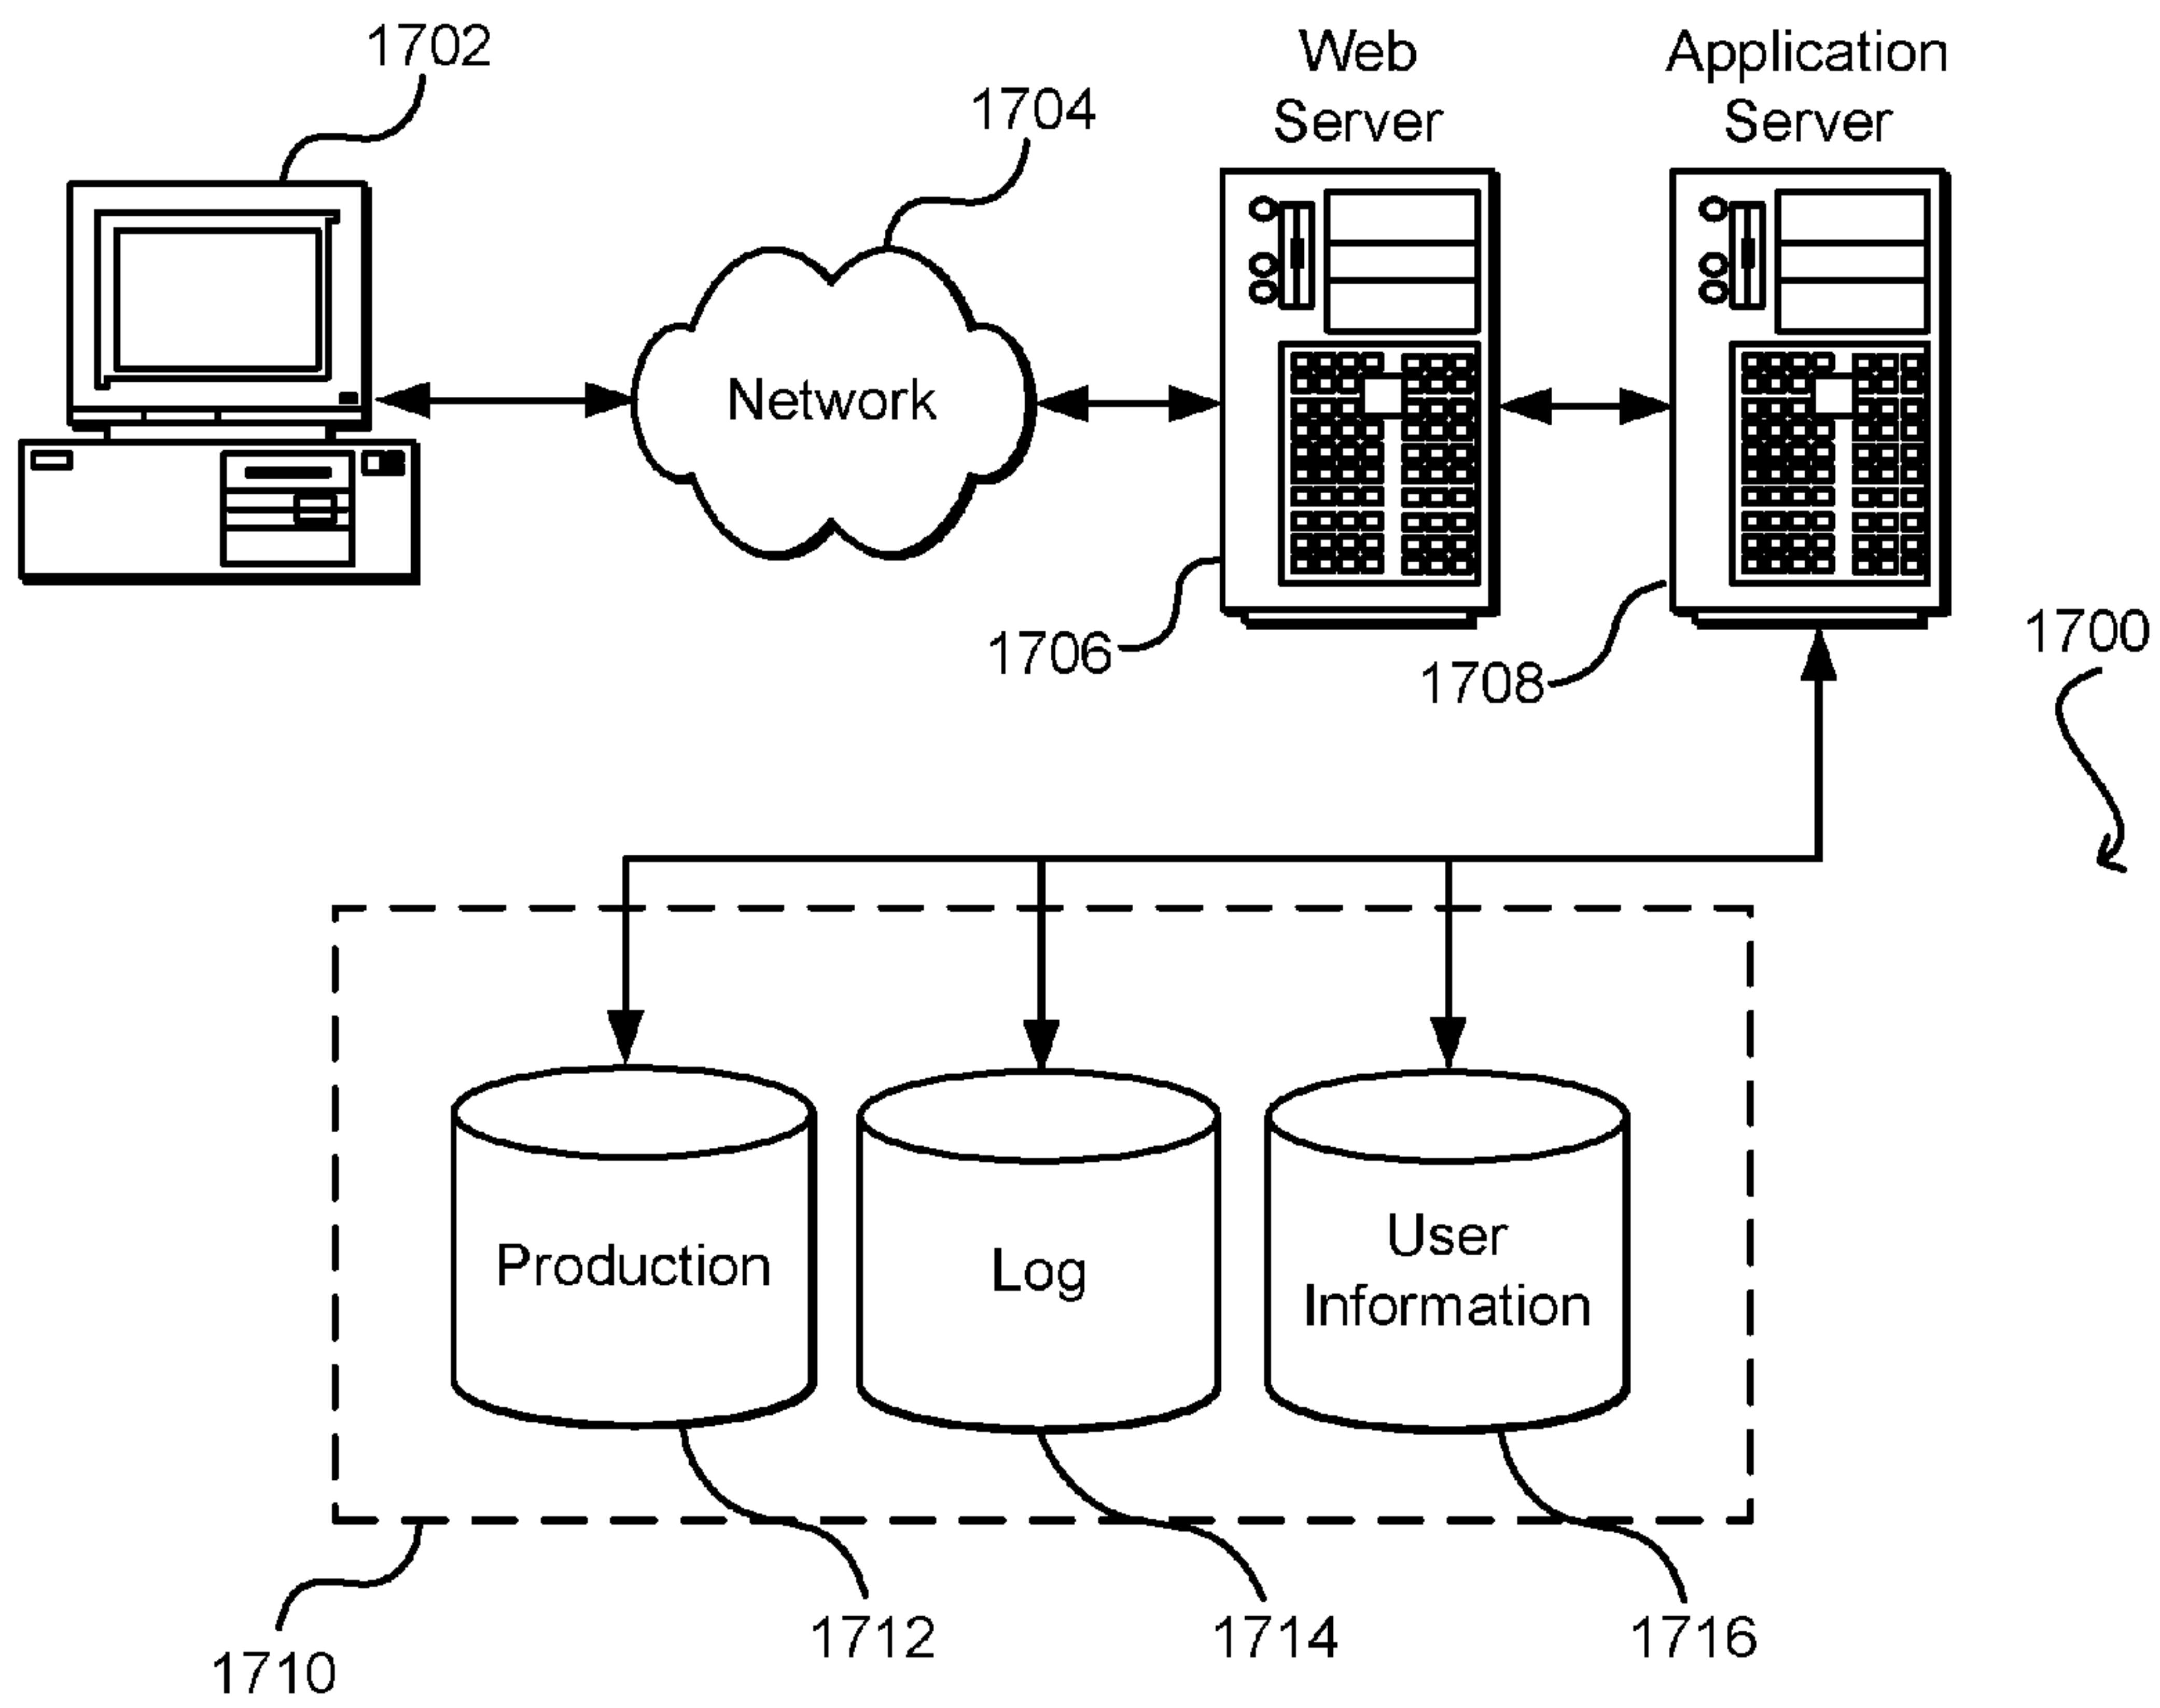 1702
1704
Web
Server
Application
Server
Network
1706
1708
1700
Production
Log
User
Information
1710
1712
1714
1716